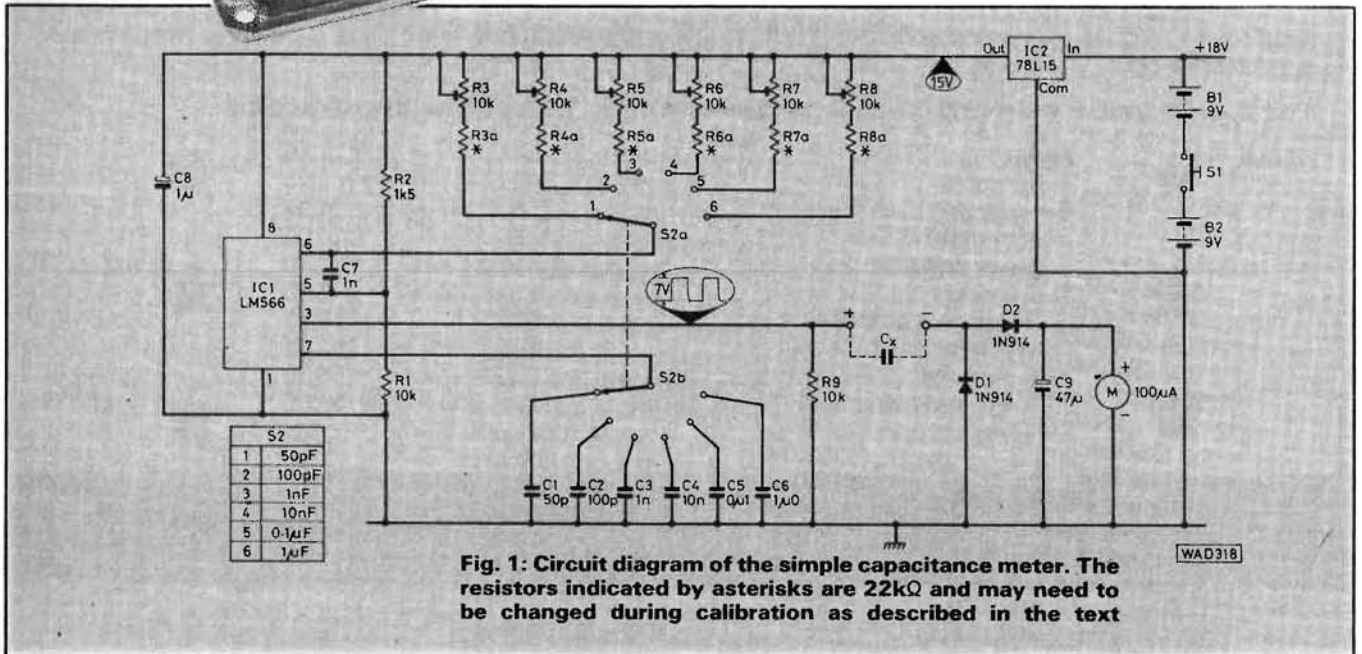 R3
10k
R4
10k
R5
10k
R6
10k
R7
10k
R8
10k
15V
Out
IC2
78L15
In
Com
+18V
B1
9V
S1
B2
9V
R3a
*
R4a
*
R5a
*
R6a
*
R7a
*
R8a
*
C8
1μ
R2
1k5
1
2
3
4
5
6
S2a
8
6
5
3
7
1
IC1
LM566
C7
1n
7V
R1
10k
S2b
R9
10k
+
Cx
−
D2
1N914
D1
1N914
C9
47μ
+
M
−
100μA
S2
1 50pF
2 100pF
3 1nF
4 10nF
5 0·1μF
6 1μF
C1
50p
C2
100p
C3
1n
C4
10n
C5
0μ1
C6
1μ0
WAD318
Fig. 1: Circuit diagram of the simple capacitance meter. The
resistors indicated by asterisks are 22kΩ and may need to
be changed during calibration as described in the text